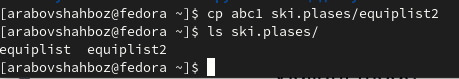 [arabovshahboz@fedora ~]$ cp abc1 ski.plases/equiplist2
[arabovshahboz@fedora ~]$ ls ski.plases/
equiplist  equiplist2
[arabovshahboz@fedora ~]$